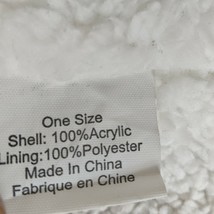 One Size
Shell: 100%Acrylic
Lining:100%Polyester
Made In China
Fabrique en Chine